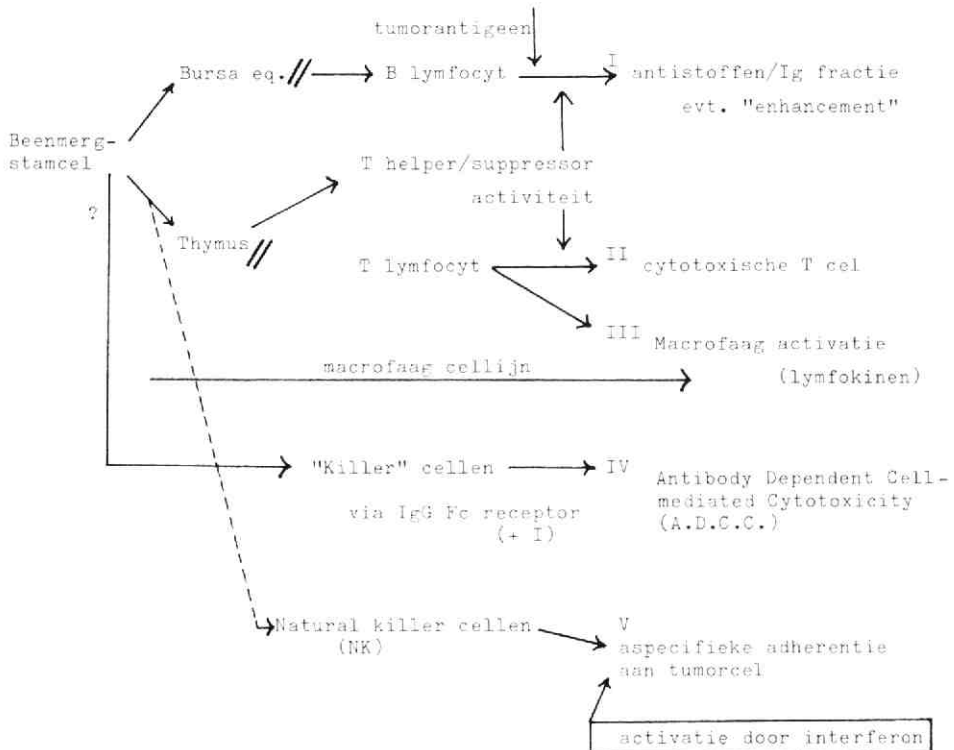 tumorantigeen
Bursa eq. B lymfocyt I antistoffen/Ig fractie
evt. "enhancement"
Beenmerg-
stamcel
T helper/suppressor
activiteit
?
Thymus
T lymfocyt II cytotoxische T cel
III Macrofaag activatie
macrofaag cellijn
(lymfokinen)
"Killer" cellen IV Antibody Dependent Cell-
mediated Cytotoxicity
(A.D.C.C.)
via IgG Fc receptor
(+ I)
Natural killer cellen
(NK)
V
aspecifieke adherentie
aan tumorcel
activatie door interferon